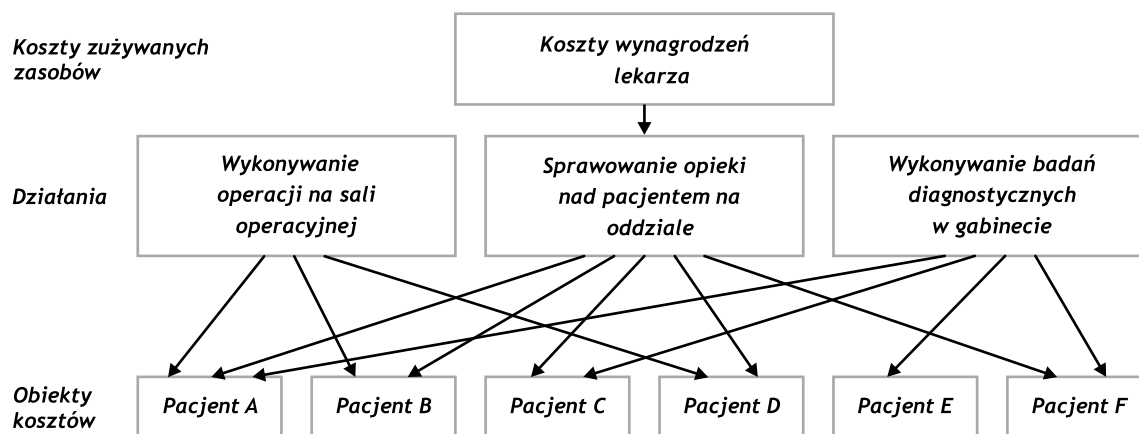 Koszty zużywanych
zasobów
Koszty wynagrodzeń
lekarza
Działania
Wykonywanie
operacji na sali
operacyjnej
Sprawowanie opieki
nad pacjentem na
oddziale
Wykonywanie badań
diagnostycznych
w gabinecie
Obiekty
kosztów
Pacjent A
Pacjent B
Pacjent C
Pacjent D
Pacjent E
Pacjent F